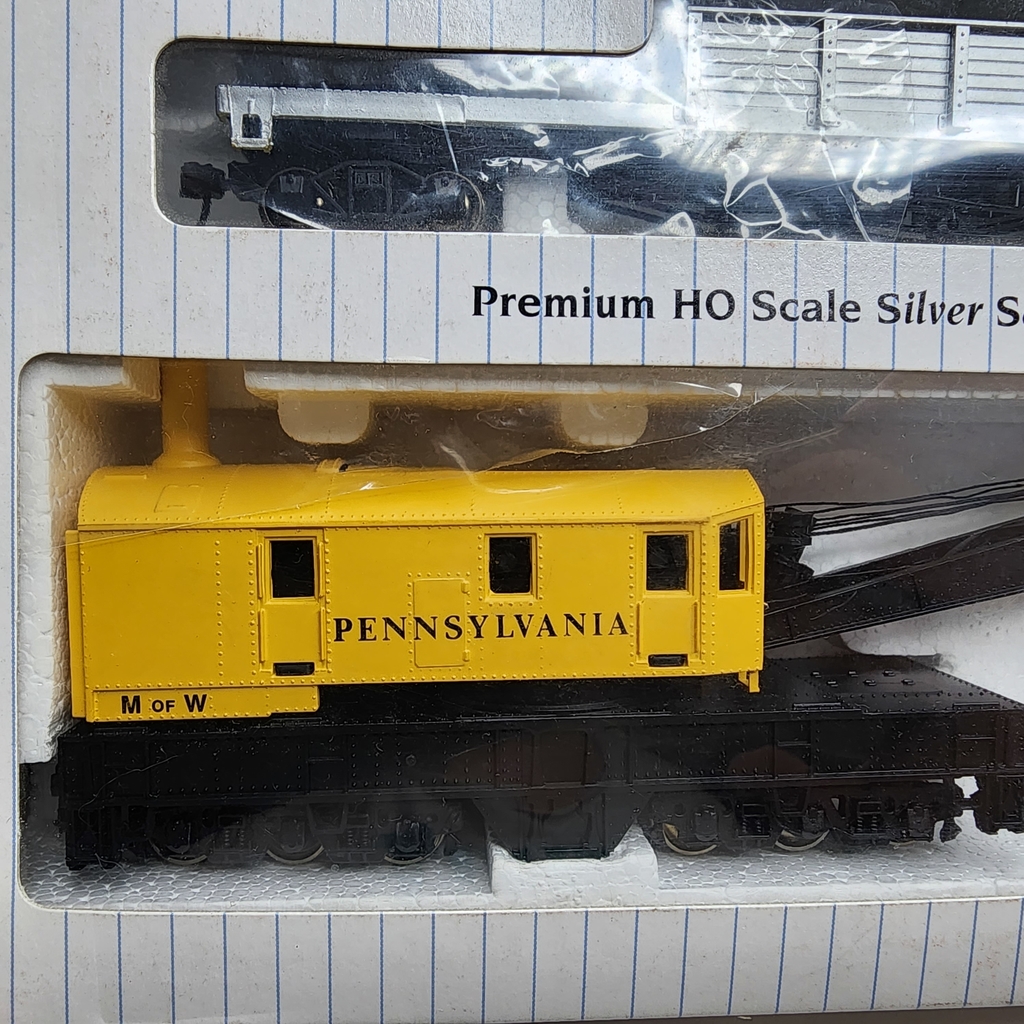 Premium HO Scale Silver S
PENNSYLVANIA
M OF W